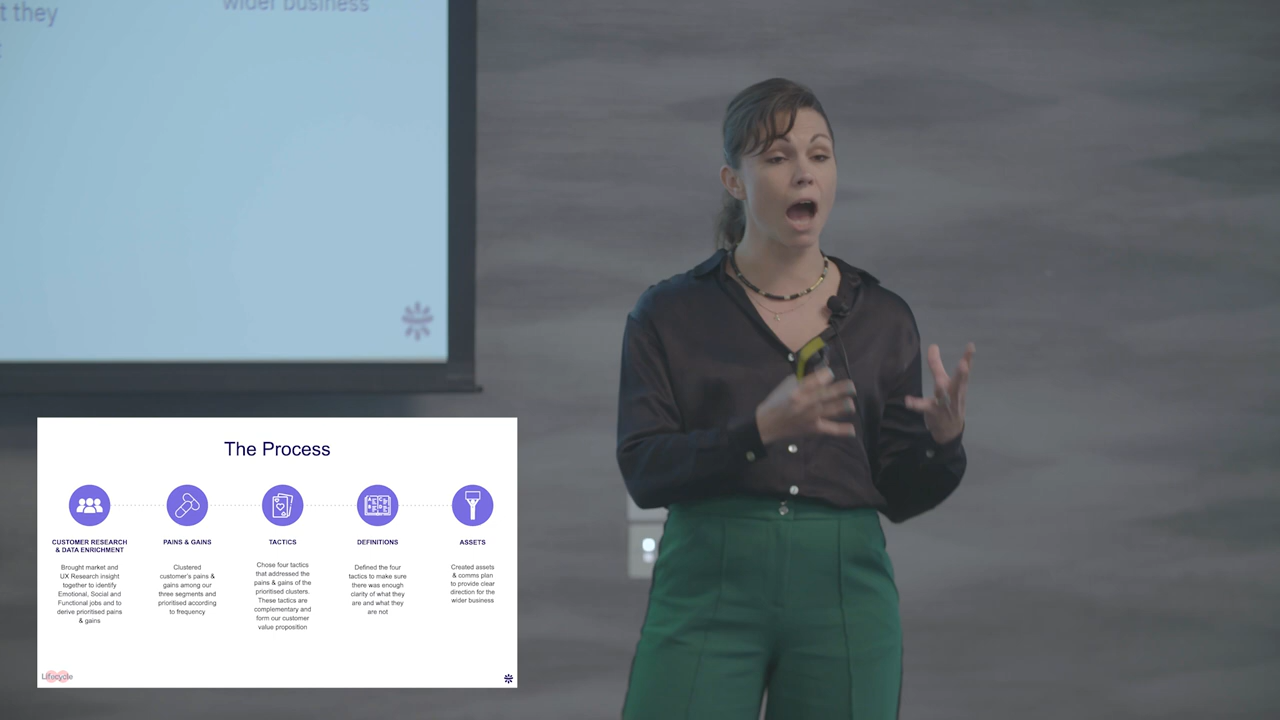 t they
wider business
The Process
CUSTOMER RESEARCH
& DATA ENRICHMENT
Brought market and
UX Research insight
together to identify
Emotional, Social and
Functional jobs and to
derive prioritised pains
& gains
PAINS & GAINS
Clustered
customer's pains &
gains among our
three segments and
prioritised according
to frequency
TACTICS
Chose four tactics
that addressed the
pains & gains of the
prioritised clusters.
These tactics are
complementary and
form our customer
value proposition
DEFINITIONS
Defined the four
tactics to make sure
there was enough
clarity of what they
are and what they
are not
ASSETS
Created assets
& comms plan
to provide clear
direction for the
wider business
Lifecycle